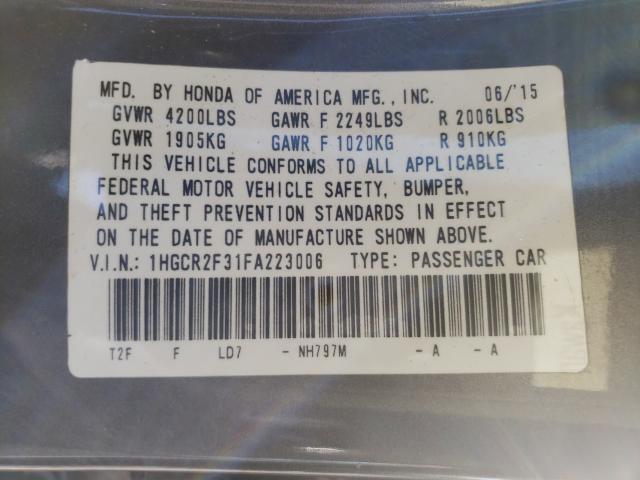 MFD. BY HONDA OF AMERICA MFG., INC. 06/'15
GVWR 4200LBS GAWR F 2249LBS R 2006LBS
GVWR 1905KG GAWR F 1020KG R 910KG
THIS VEHICLE CONFORMS TO ALL APPLICABLE
FEDERAL MOTOR VEHICLE SAFETY, BUMPER,
AND THEFT PREVENTION STANDARDS IN EFFECT
ON THE DATE OF MANUFACTURE SHOWN ABOVE.
V.I.N.: 1HGCR2F31FA223006 TYPE: PASSENGER CAR
T2F F LD7 - NH797M - A - A